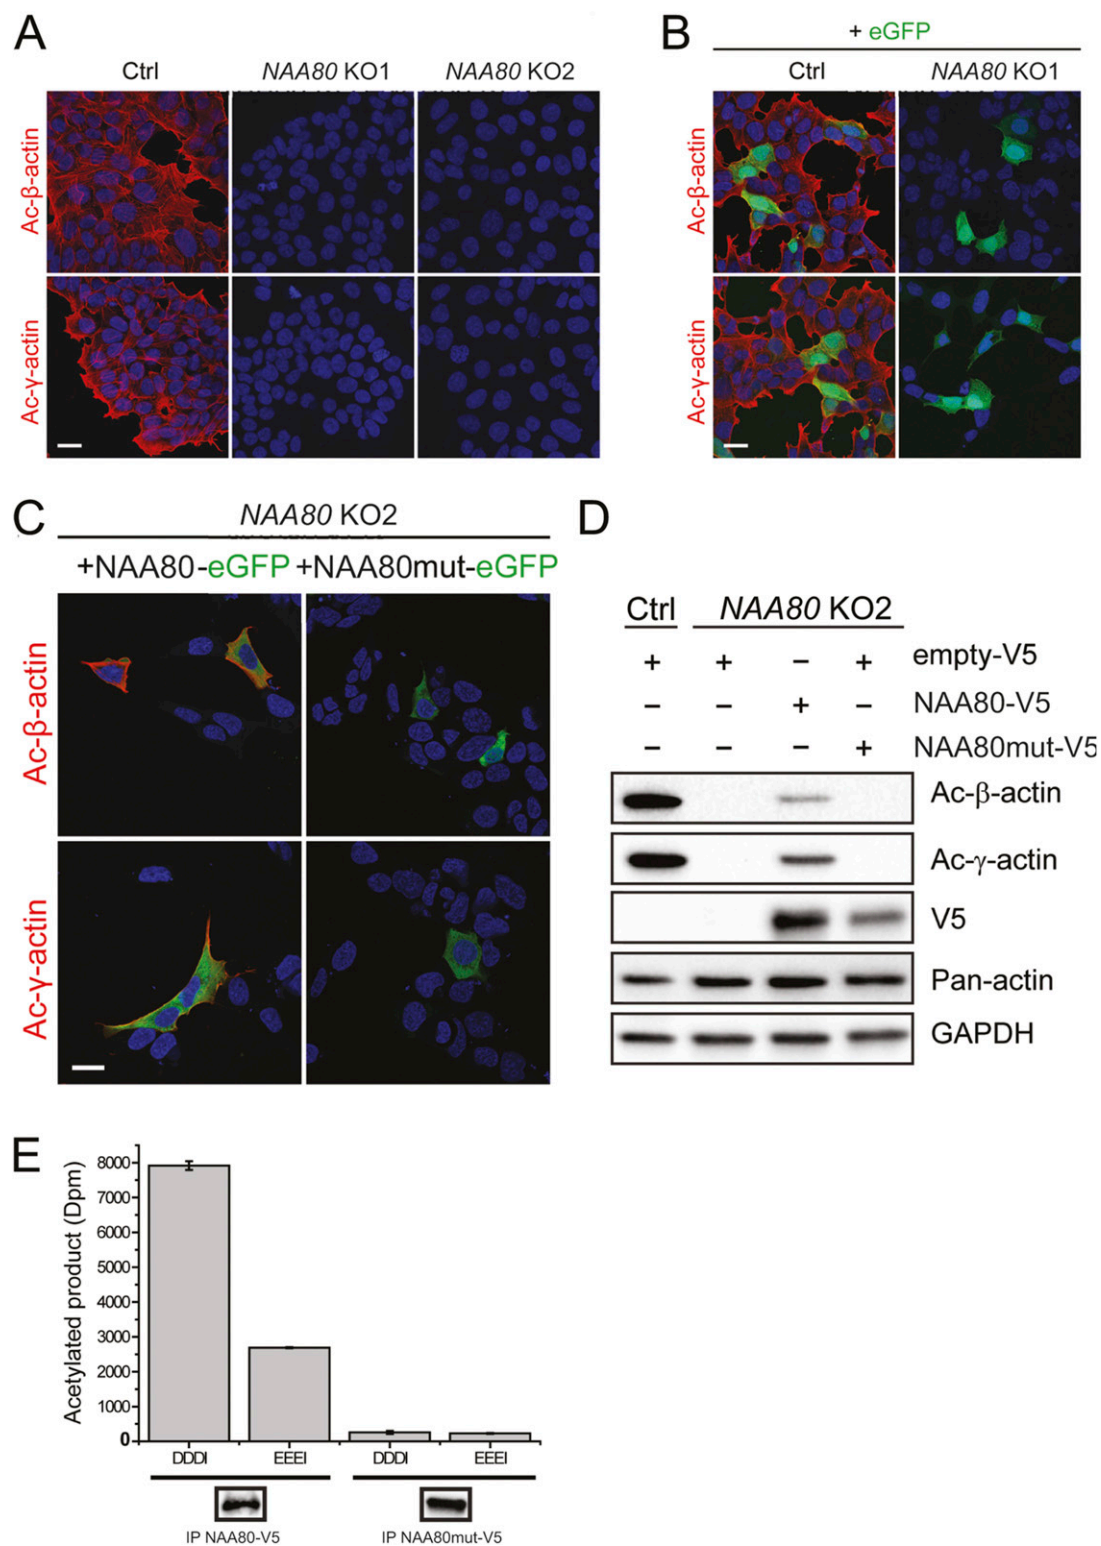 A
Ctrl
NAA80 KO1
NAA80 KO2
Ac-β-actin
Ac-γ-actin
B
+ eGFP
Ctrl
NAA80 KO1
Ac-β-actin
Ac-γ-actin
C
NAA80 KO2
+NAA80-eGFP +NAA80mut-eGFP
Ac-β-actin
Ac-γ-actin
D
Ctrl
NAA80 KO2
+ + – + empty-V5
– – + – NAA80-V5
– – – + NAA80mut-V5
Ac-β-actin
Ac-γ-actin
V5
Pan-actin
GAPDH
E
Acetylated product (Dpm)
8000
7000
6000
5000
4000
3000
2000
1000
0
DDDI EEEI DDDI EEEI
IP NAA80-V5 IP NAA80mut-V5